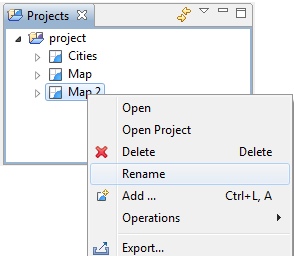 Projects
project
Cities
Map
Map 2
Open
Open Project
Delete Delete
Rename
Add ... Ctrl+L, A
Operations
Export...